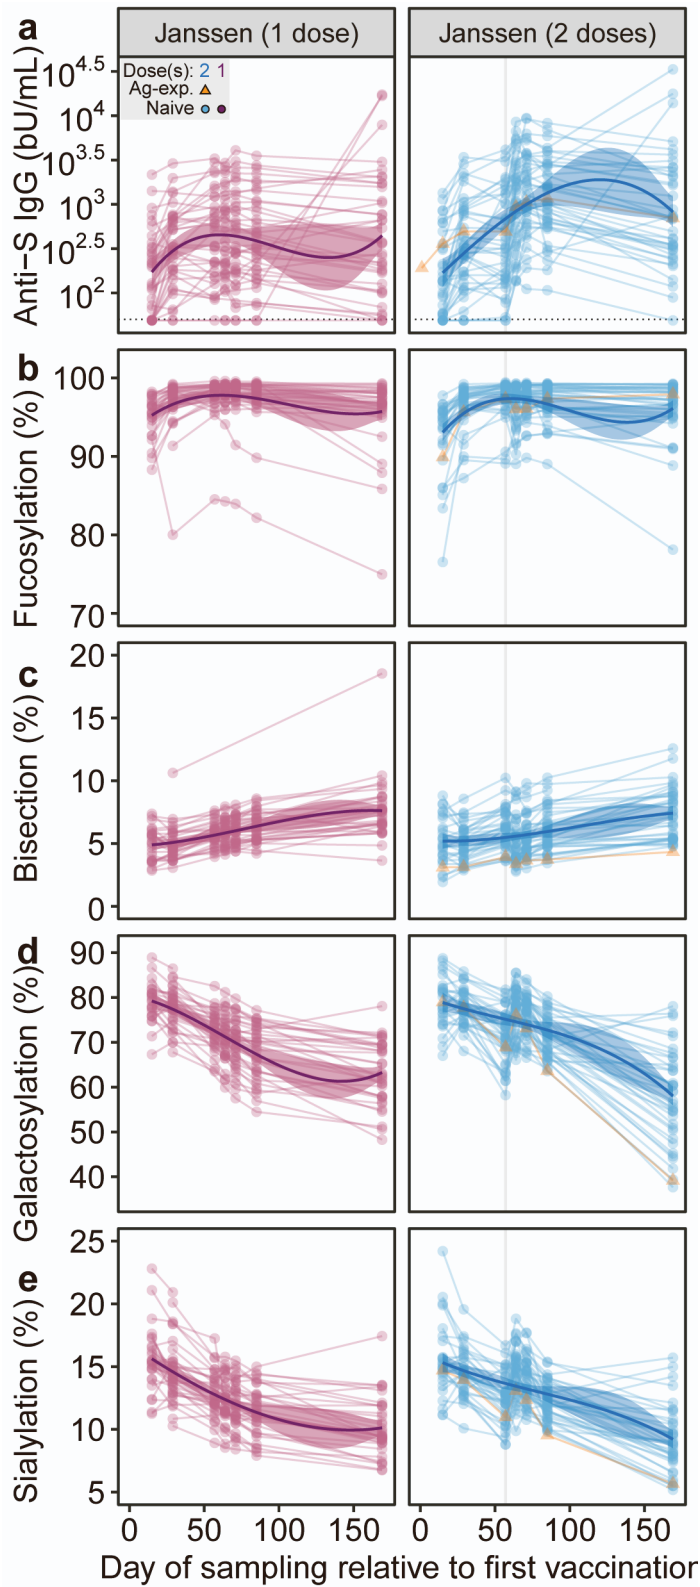 a
Janssen (1 dose)
Janssen (2 doses)
Anti−S IgG (bU/mL)
10^4.5
10^4
10^3.5
10^3
10^2.5
10^2
Dose(s): 2 1
Ag-exp.
Naive
b
Fucosylation (%)
100
90
80
70
c
Bisection (%)
20
15
10
5
0
d
Galactosylation (%)
90
80
70
60
50
40
e
Sialylation (%)
25
20
15
10
5
0 50 100 150 0 50 100 150
Day of sampling relative to first vaccination